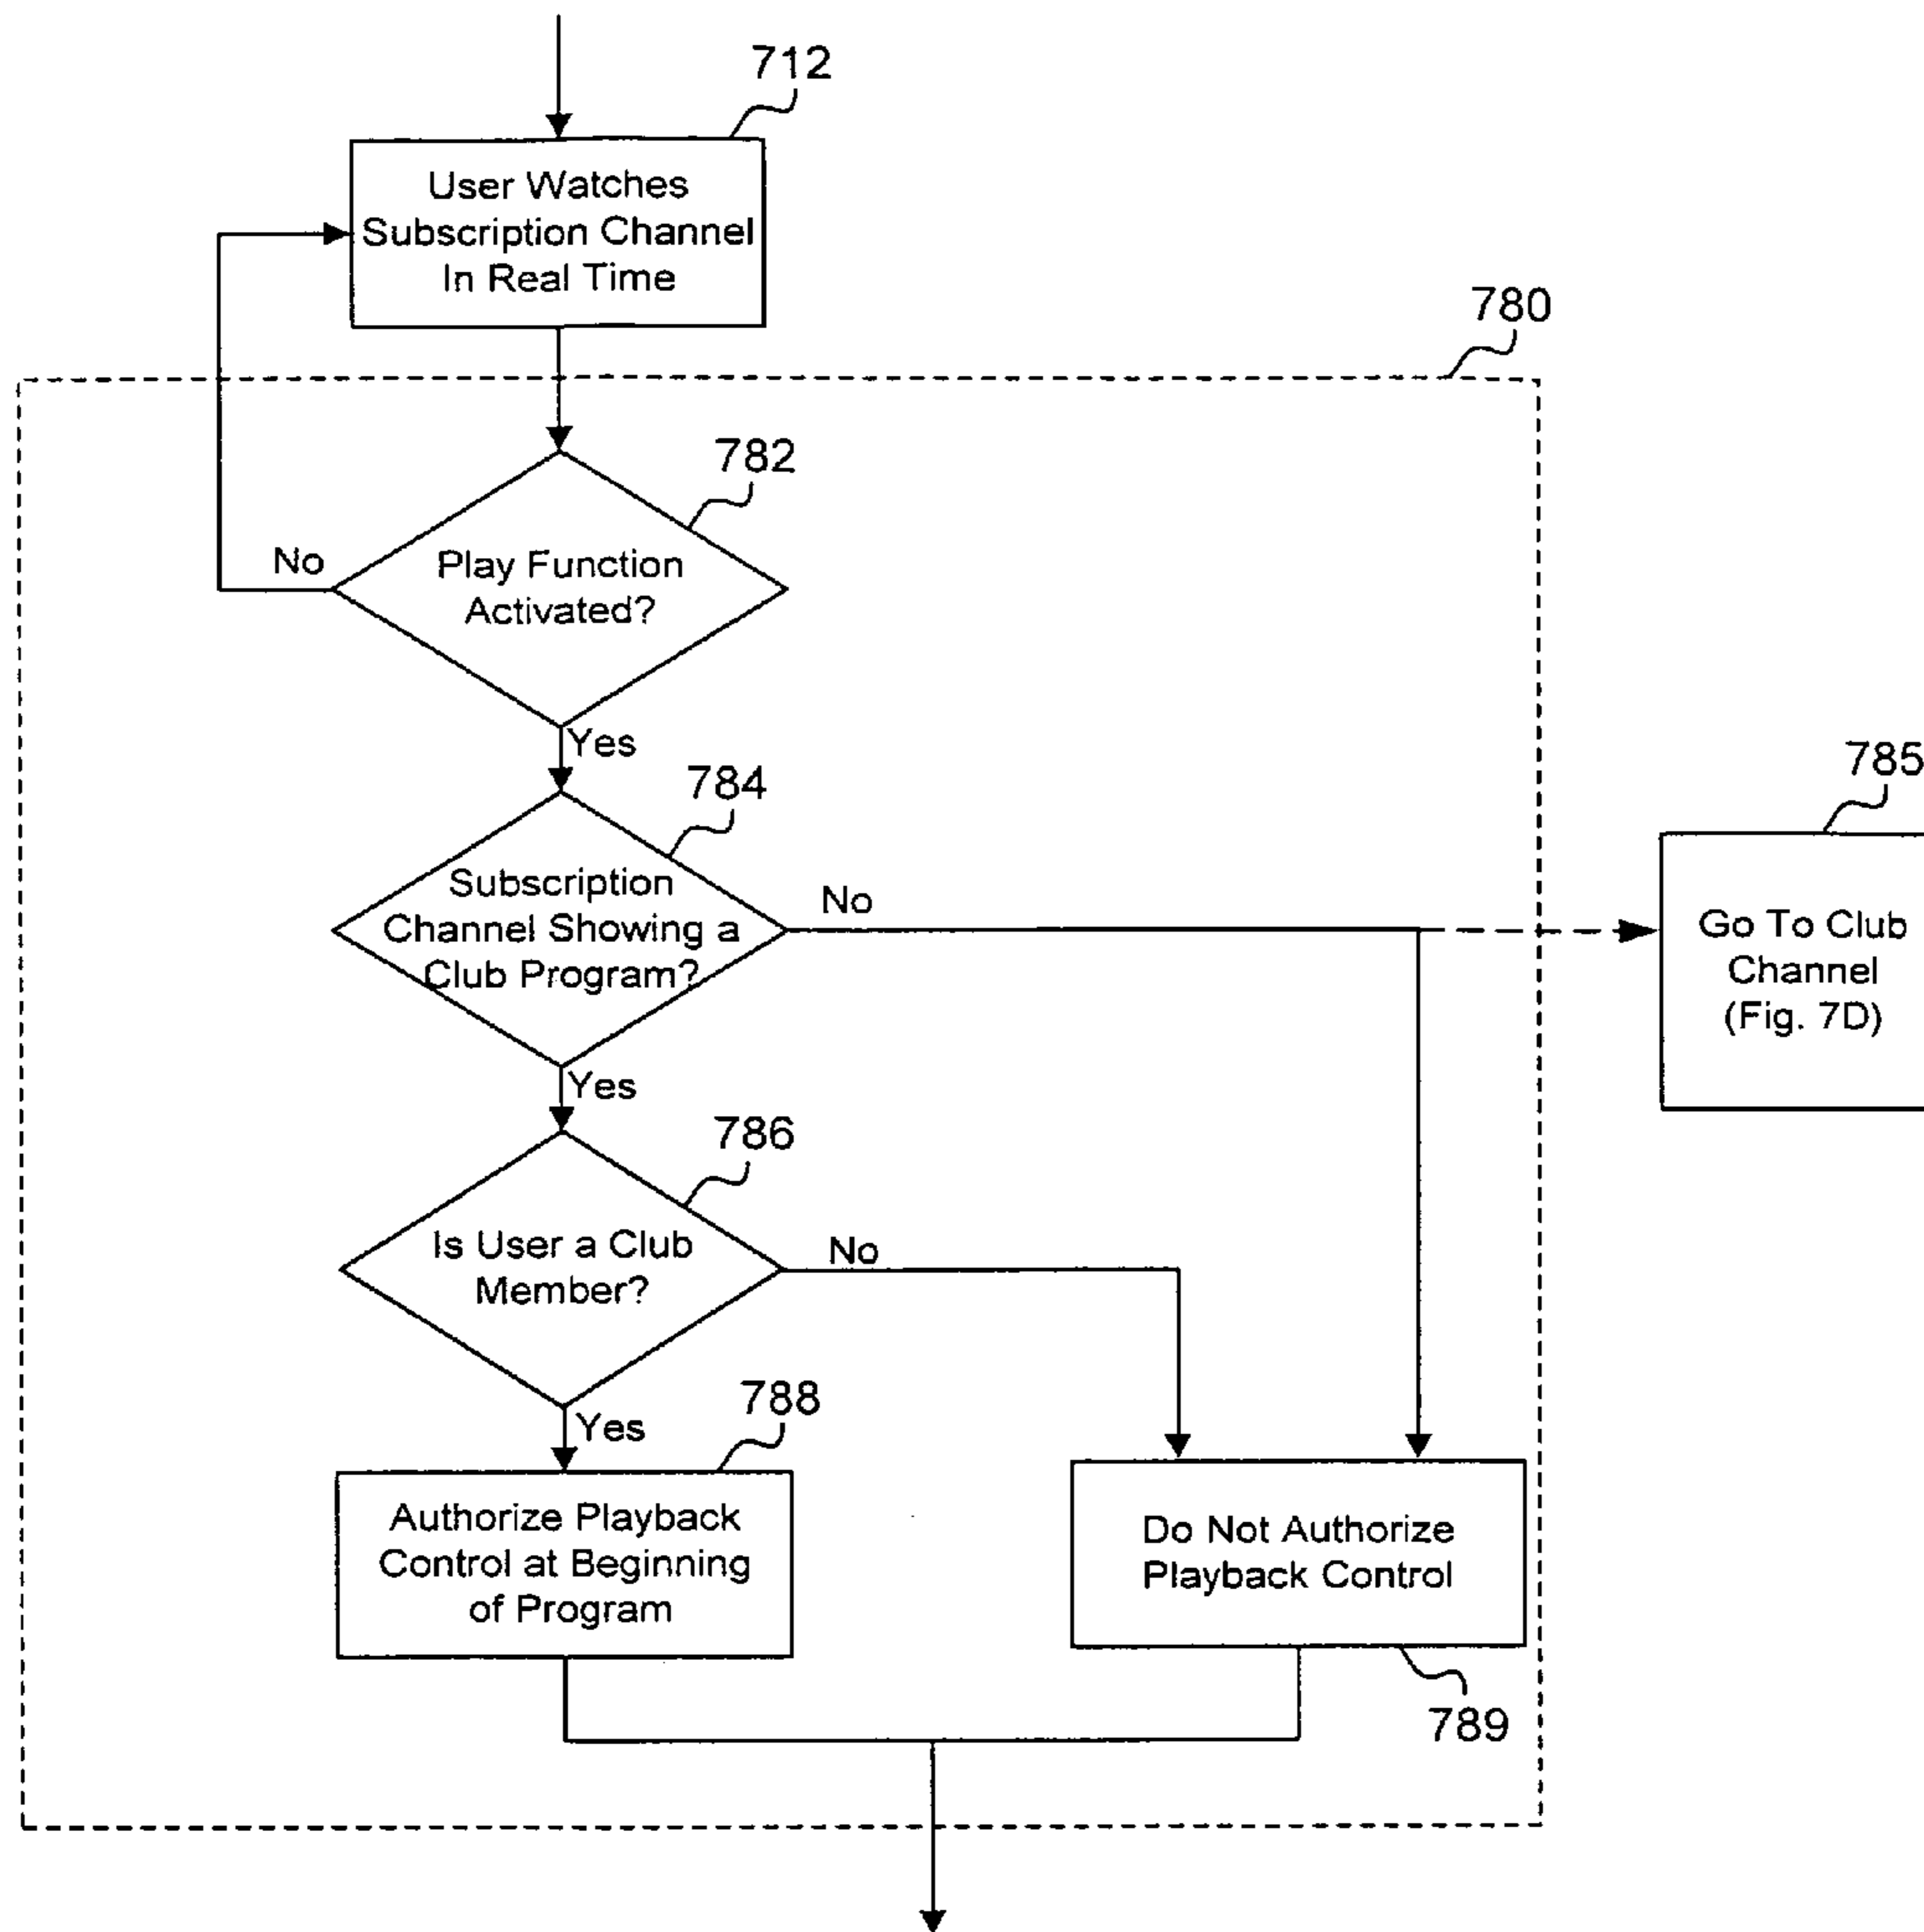 712
User Watches
Subscription Channel
In Real Time
780
782
No
Play Function
Activated?
Yes
784
785
Subscription
Channel Showing a
Club Program?
No
Go To Club
Channel
(Fig. 7D)
Yes
786
Is User a Club
Member?
No
Yes
788
Authorize Playback
Control at Beginning
of Program
Do Not Authorize
Playback Control
789